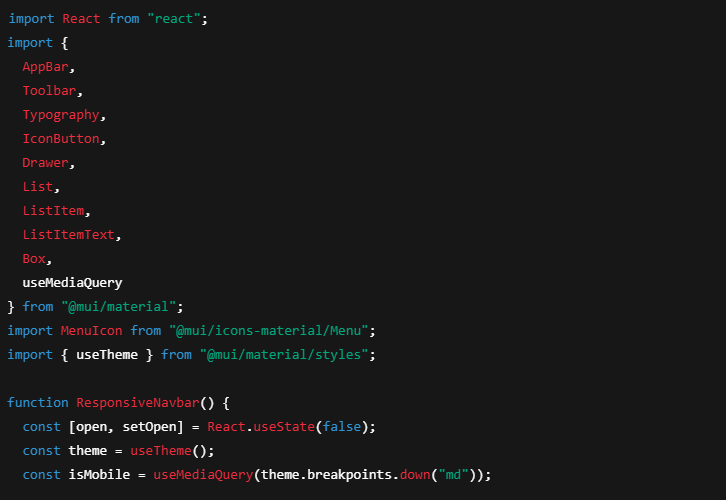 import React from "react";
import {
  AppBar,
  Toolbar,
  Typography,
  IconButton,
  Drawer,
  List,
  ListItem,
  ListItemText,
  Box,
  useMediaQuery
} from "@mui/material";
import MenuIcon from "@mui/icons-material/Menu";
import { useTheme } from "@mui/material/styles";

function ResponsiveNavbar() {
  const [open, setOpen] = React.useState(false);
  const theme = useTheme();
  const isMobile = useMediaQuery(theme.breakpoints.down("md"));